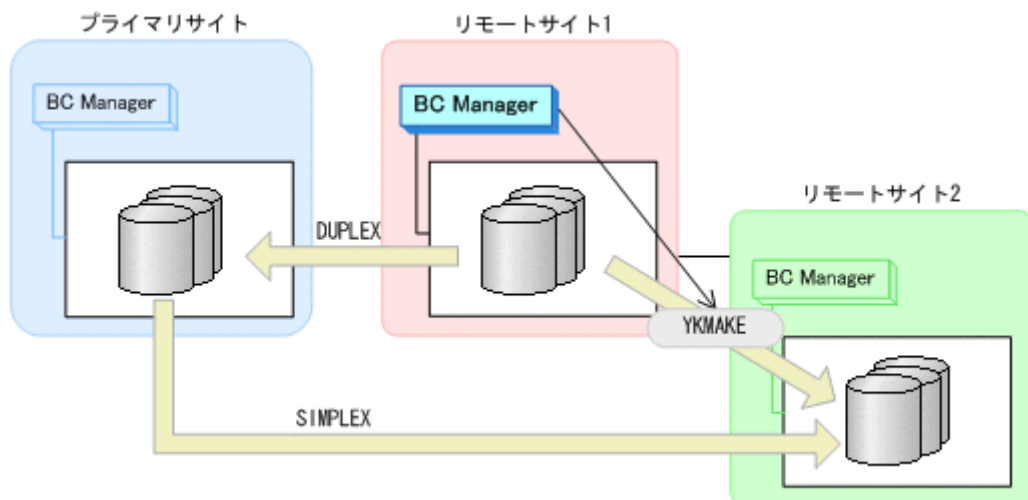 プライマリサイト
リモートサイト1
BC Manager
BC Manager
リモートサイト2
DUPLEX
BC Manager
YKMAKE
SIMPLEX